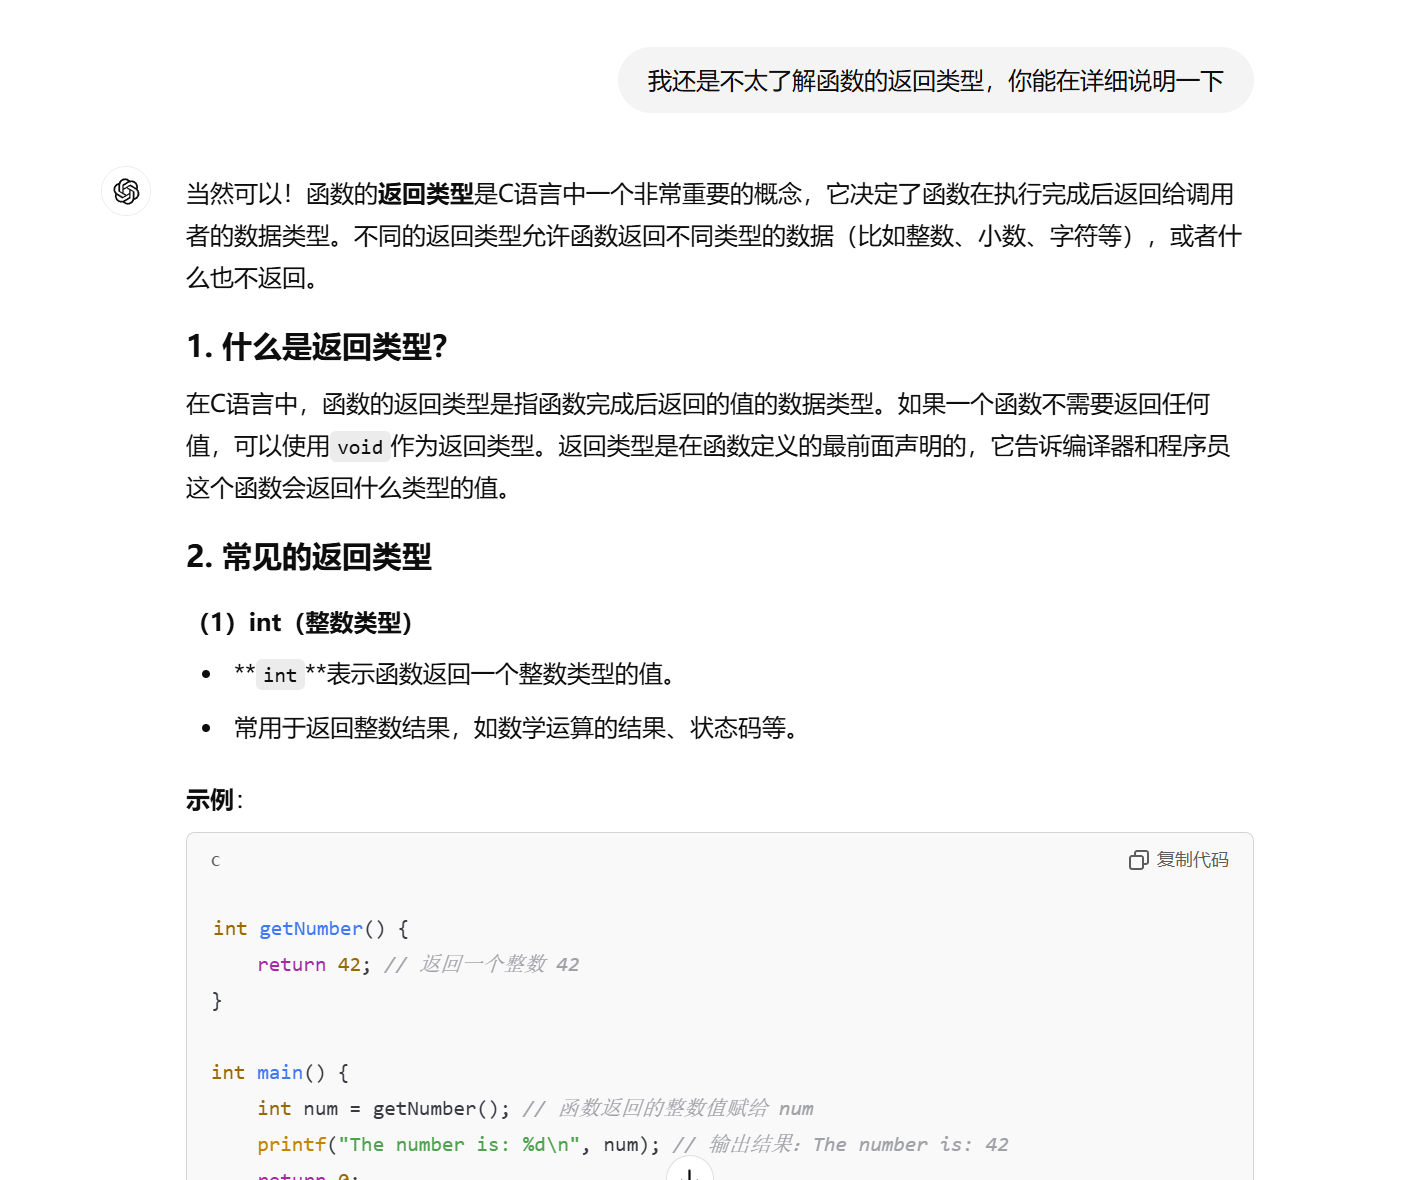 我还是不太了解函数的返回类型，你能在详细说明一下
当然可以！函数的返回类型是C语言中一个非常重要的概念，它决定了函数在执行完成后返回给调用
者的数据类型。不同的返回类型允许函数返回不同类型的数据（比如整数、小数、字符等），或者什
么也不返回。
1. 什么是返回类型？
在C语言中，函数的返回类型是指函数完成后返回的值的数据类型。如果一个函数不需要返回任何
值，可以使用 void 作为返回类型。返回类型是在函数定义的最前面声明的，它告诉编译器和程序员
这个函数会返回什么类型的值。
2. 常见的返回类型
（1）int（整数类型）
• **int**表示函数返回一个整数类型的值。
• 常用于返回整数结果，如数学运算的结果、状态码等。
示例：
c 复制代码
int getNumber() {
    return 42; // 返回一个整数 42
}
int main() {
    int num = getNumber(); // 函数返回的整数值赋给 num
    printf("The number is: %d\n", num); // 输出结果：The number is: 42
    return 0;